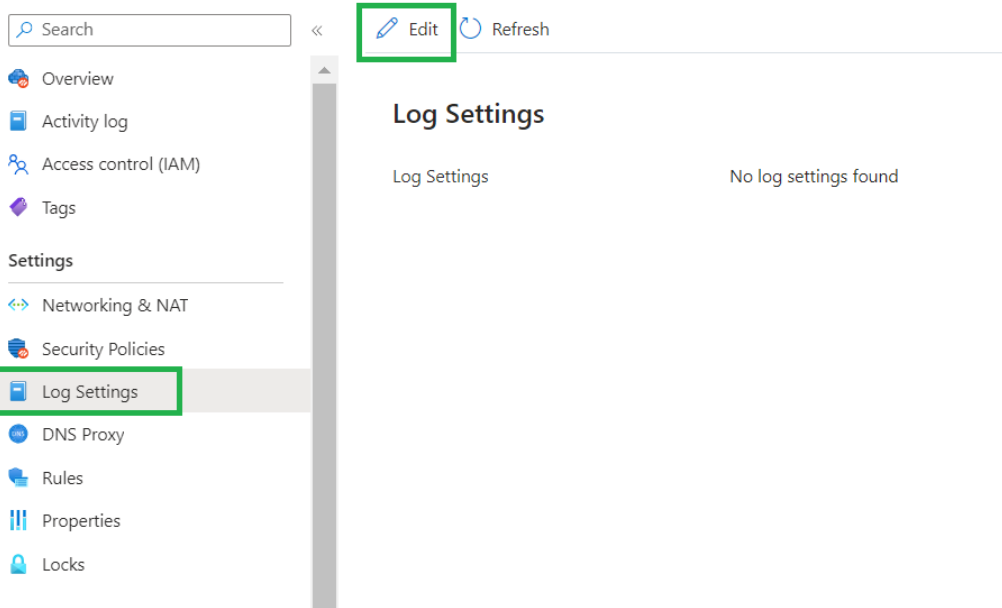 Search
«
Overview
Activity log
Access control (IAM)
Tags
Settings
Networking & NAT
Security Policies
Log Settings
DNS Proxy
Rules
Properties
Locks
Edit Refresh
Log Settings
Log Settings No log settings found